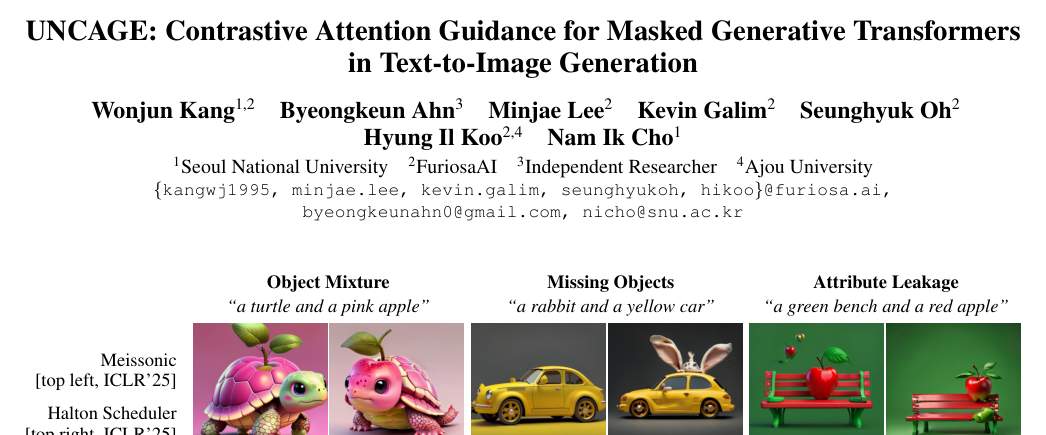 UNCAGE: Contrastive Attention Guidance for Masked Generative Transformers
in Text-to-Image Generation
Wonjun Kang1,2 Byeongkeun Ahn3 Minjae Lee2 Kevin Galim2 Seunghyuk Oh2
Hyung Il Koo2,4 Nam Ik Cho1
1Seoul National University 2FuriosaAI 3Independent Researcher 4Ajou University
{kangwj1995, minjae.lee, kevin.galim, seunghyukoh, hikoo}@furiosa.ai,
byeongkeunahn0@gmail.com, nicho@snu.ac.kr
Object Mixture Missing Objects Attribute Leakage
“a turtle and a pink apple” “a rabbit and a yellow car” “a green bench and a red apple”
Meissonic
[top left, ICLR’25]
Halton Scheduler
[top right, ICLR’25]